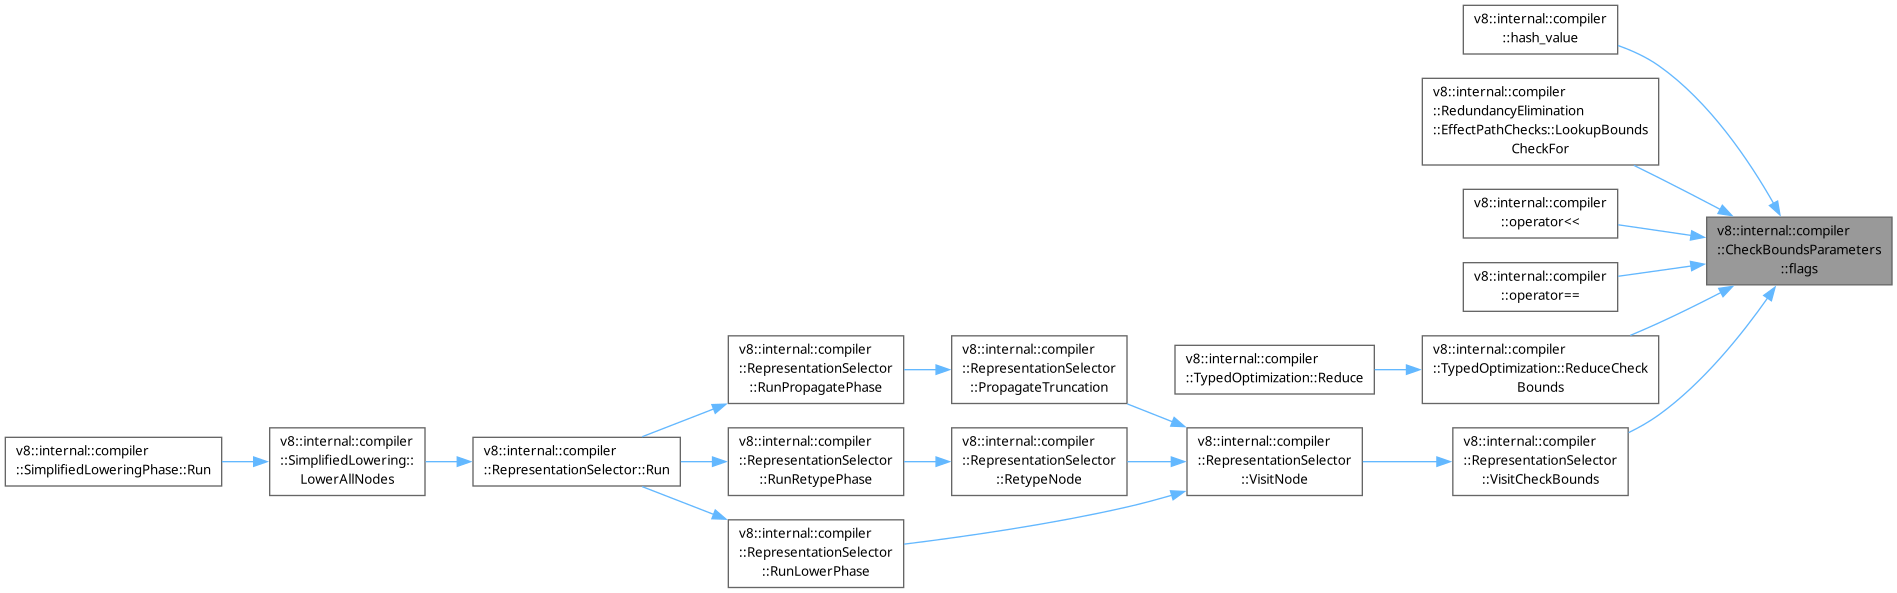 v8::internal::compiler
::hash_value
v8::internal::compiler
::RedundancyElimination
::EffectPathChecks::LookupBounds
CheckFor
v8::internal::compiler
::operator<<
v8::internal::compiler
::CheckBoundsParameters
::flags
v8::internal::compiler
::operator==
v8::internal::compiler
::RepresentationSelector
::RunPropagatePhase
v8::internal::compiler
::RepresentationSelector
::PropagateTruncation
v8::internal::compiler
::TypedOptimization::Reduce
v8::internal::compiler
::TypedOptimization::ReduceCheck
Bounds
v8::internal::compiler
::SimplifiedLoweringPhase::Run
v8::internal::compiler
::SimplifiedLowering::
LowerAllNodes
v8::internal::compiler
::RepresentationSelector::Run
v8::internal::compiler
::RepresentationSelector
::RunRetypePhase
v8::internal::compiler
::RepresentationSelector
::RetypeNode
v8::internal::compiler
::RepresentationSelector
::VisitNode
v8::internal::compiler
::RepresentationSelector
::VisitCheckBounds
v8::internal::compiler
::RepresentationSelector
::RunLowerPhase